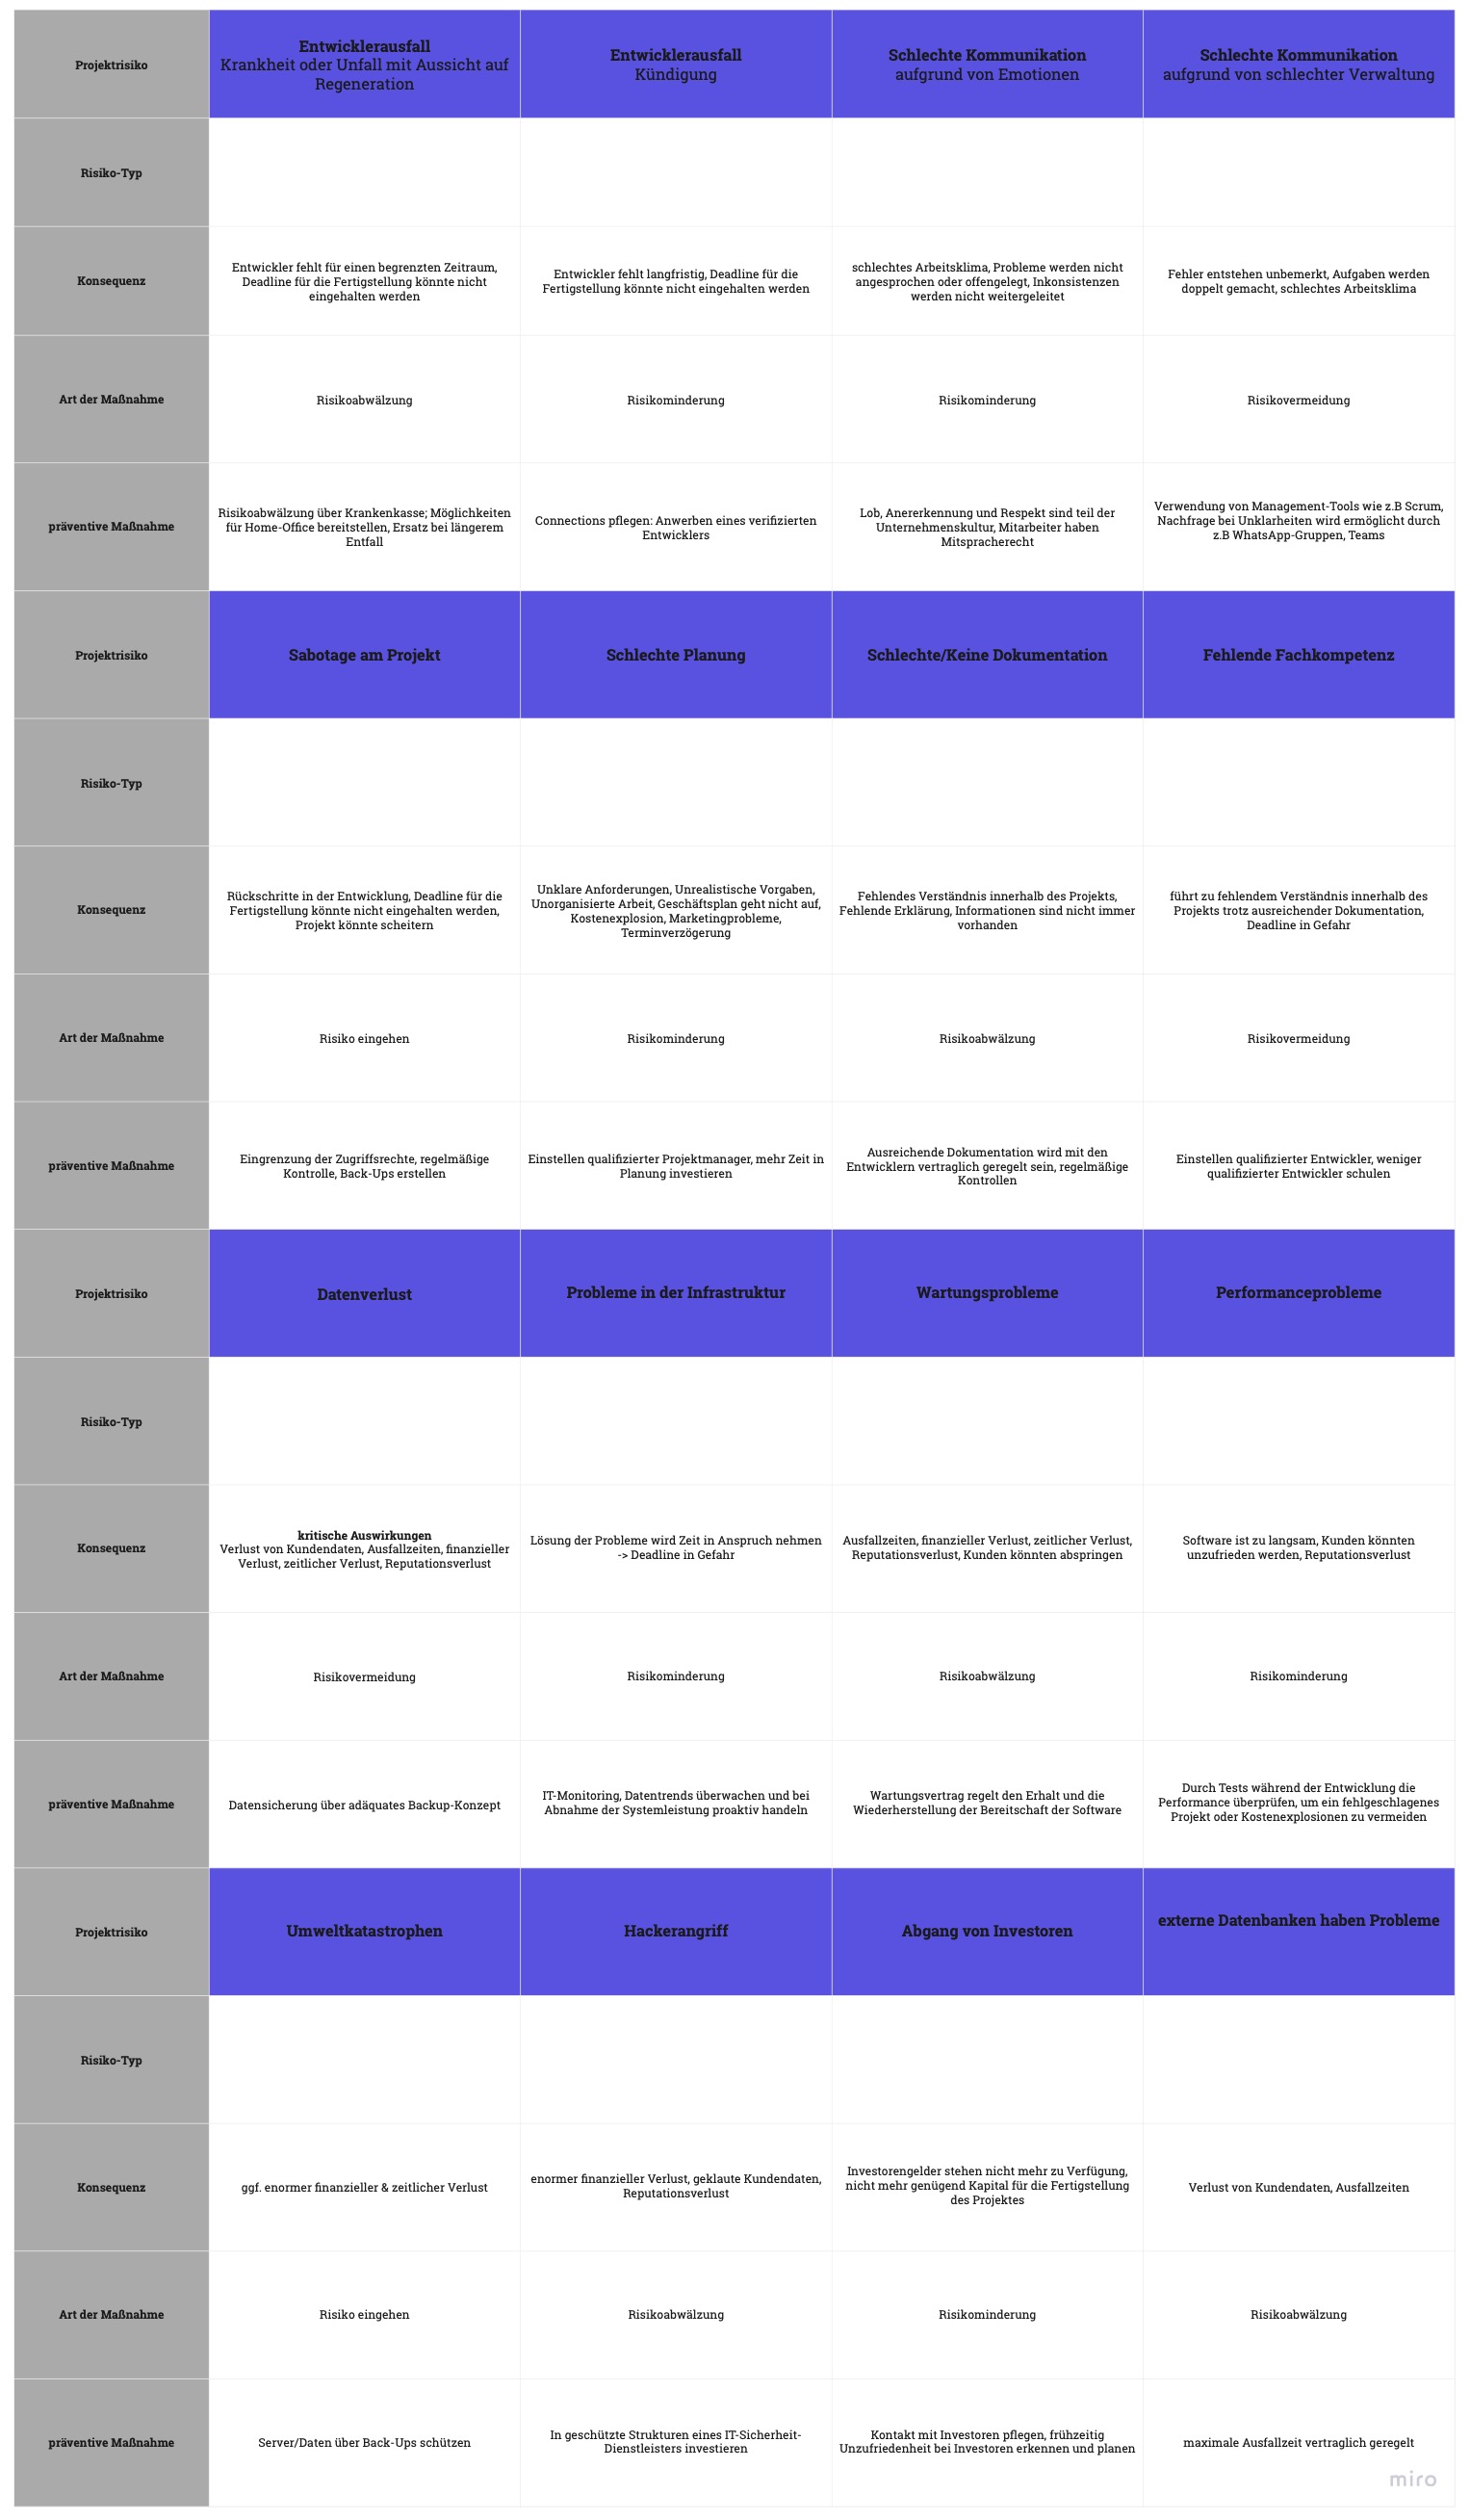 Projektrisiko
Entwicklerausfall
Krankheit oder Unfall mit Aussicht auf
Regeneration
Entwicklerausfall
Kündigung
Schlechte Kommunikation
aufgrund von Emotionen
Schlechte Kommunikation
aufgrund von schlechter Verwaltung
Risiko-Typ
Konsequenz
Entwickler fehlt für einen begrenzten Zeitraum,
Deadline für die Fertigstellung könnte nicht
eingehalten werden
Entwickler fehlt langfristig, Deadline für die
Fertigstellung könnte nicht eingehalten werden
schlechtes Arbeitsklima, Probleme werden nicht
angesprochen oder offengelegt, Inkonsistenzen
werden nicht weitergeleitet
Fehler entstehen unbemerkt, Aufgaben werden
doppelt gemacht, schlechtes Arbeitsklima
Art der Maßnahme
Risikoabwälzung
Risikominderung
Risikominderung
Risikovermeidung
präventive Maßnahme
Risikoabwälzung über Krankenkasse; Möglichkeiten
für Home-Office bereitstellen, Ersatz bei längerem
Entfall
Connections pflegen: Anwerben eines verifizierten
Entwicklers
Lob, Anererkennung und Respekt sind teil der
Unternehmenskultur, Mitarbeiter haben
Mitspracherecht
Verwendung von Management-Tools wie z.B Scrum,
Nachfrage bei Unklarheiten wird ermöglicht durch
z.B WhatsApp-Gruppen, Teams
Projektrisiko
Sabotage am Projekt
Schlechte Planung
Schlechte/Keine Dokumentation
Fehlende Fachkompetenz
Risiko-Typ
Konsequenz
Rückschritte in der Entwicklung, Deadline für die
Fertigstellung könnte nicht eingehalten werden,
Projekt könnte scheitern
Unklare Anforderungen, Unrealistische Vorgaben,
Unorganisierte Arbeit, Geschäftsplan geht nicht auf,
Kostenexplosion, Marketingprobleme,
Terminverzögerung
Fehlendes Verständnis innerhalb des Projekts,
Fehlende Erklärung, Informationen sind nicht immer
vorhanden
führt zu fehlendem Verständnis innerhalb des
Projekts trotz ausreichender Dokumentation,
Deadline in Gefahr
Art der Maßnahme
Risiko eingehen
Risikominderung
Risikoabwälzung
Risikovermeidung
präventive Maßnahme
Eingrenzung der Zugriffsrechte, regelmäßige
Kontrolle, Back-Ups erstellen
Einstellen qualifizierter Projektmanager, mehr Zeit in
Planung investieren
Ausreichende Dokumentation wird mit den
Entwicklern vertraglich geregelt sein, regelmäßige
Kontrollen
Einstellen qualifizierter Entwickler, weniger
qualifizierter Entwickler schulen
Projektrisiko
Datenverlust
Probleme in der Infrastruktur
Wartungsprobleme
Performanceprobleme
Risiko-Typ
Konsequenz
kritische Auswirkungen
Verlust von Kundendaten, Ausfallzeiten, finanzieller
Verlust, zeitlicher Verlust, Reputationsverlust
Lösung der Probleme wird Zeit in Anspruch nehmen
-> Deadline in Gefahr
Ausfallzeiten, finanzieller Verlust, zeitlicher Verlust,
Reputationsverlust, Kunden könnten abspringen
Software ist zu langsam, Kunden könnten
unzufrieden werden, Reputationsverlust
Art der Maßnahme
Risikovermeidung
Risikominderung
Risikoabwälzung
Risikominderung
präventive Maßnahme
Datensicherung über adäquates Backup-Konzept
IT-Monitoring, Datentrends überwachen und bei
Abnahme der Systemleistung proaktiv handeln
Wartungsvertrag regelt den Erhalt und die
Wiederherstellung der Bereitschaft der Software
Durch Tests während der Entwicklung die
Performance überprüfen, um ein fehlgeschlagenes
Projekt oder Kostenexplosionen zu vermeiden
Projektrisiko
Umweltkatastrophen
Hackerangriff
Abgang von Investoren
externe Datenbanken haben Probleme
Risiko-Typ
Konsequenz
ggf. enormer finanzieller & zeitlicher Verlust
enormer finanzieller Verlust, geklaute Kundendaten,
Reputationsverlust
Investorengelder stehen nicht mehr zu Verfügung,
nicht mehr genügend Kapital für die Fertigstellung
des Projektes
Verlust von Kundendaten, Ausfallzeiten
Art der Maßnahme
Risiko eingehen
Risikoabwälzung
Risikominderung
Risikoabwälzung
präventive Maßnahme
Server/Daten über Back-Ups schützen
In geschützte Strukturen eines IT-Sicherheit-
Dienstleisters investieren
Kontakt mit Investoren pflegen, frühzeitig
Unzufriedenheit bei Investoren erkennen und planen
maximale Ausfallzeit vertraglich geregelt
miro